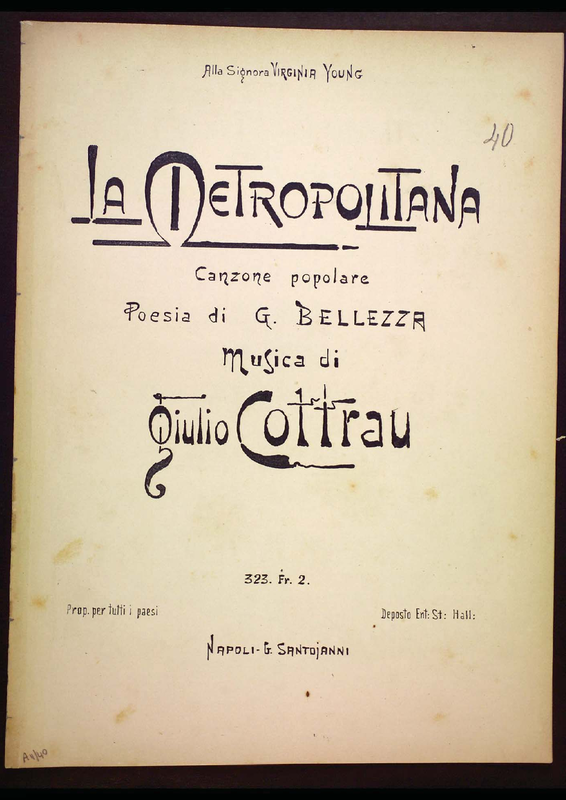 Alla Signora VIRGINIA YOUNG
40
LA METROPOLITANA
Canzone popolare
Poesia di G. BELLEZZA
Musica di
Giulio Cottrau
323. Fr. 2.
Prop. per tutti i paesi
Deposto Ent: St: Hall:
NAPOLI - G. SANTOJANNI